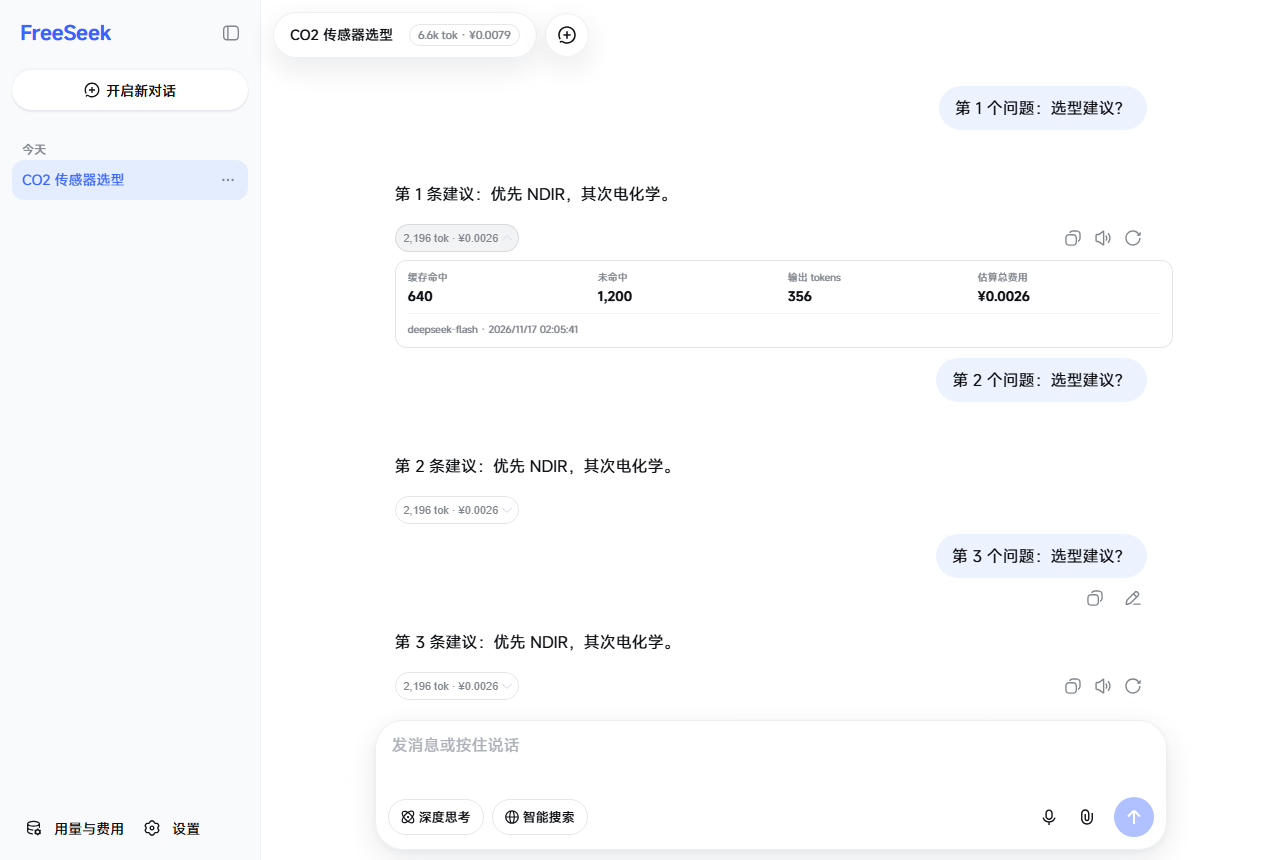 FreeSeek
开启新对话
今天
CO2 传感器选型
用量与费用
设置
CO2 传感器选型
6.6k tok · ¥0.0079
第 1 个问题：选型建议？
第 1 条建议：优先 NDIR，其次电化学。
2,196 tok · ¥0.0026
缓存命中 未命中 输出 tokens 估算总费用
640 1,200 356 ¥0.0026
deepseek-flash · 2026/11/17 02:05:41
第 2 个问题：选型建议？
第 2 条建议：优先 NDIR，其次电化学。
2,196 tok · ¥0.0026
第 3 个问题：选型建议？
第 3 条建议：优先 NDIR，其次电化学。
2,196 tok · ¥0.0026
发消息或按住说话
深度思考 智能搜索